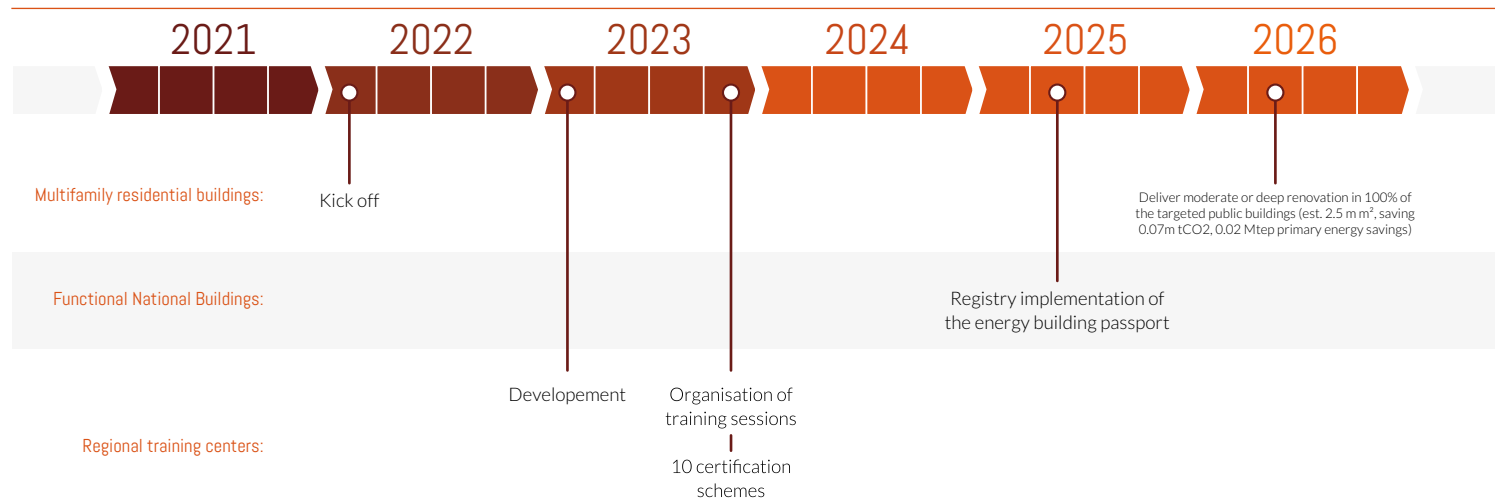 2021
2022
2023
2024
2025
2026
Multifamily residential buildings:
Kick off
Deliver moderate or deep renovation in 100% of
the targeted public buildings (est. 2.5 m m², saving
0.07m tCO2, 0.02 Mtep primary energy savings)
Functional National Buildings:
Registry implementation of
the energy building passport
Regional training centers:
Developement
Organisation of
training sessions
10 certification
schemes